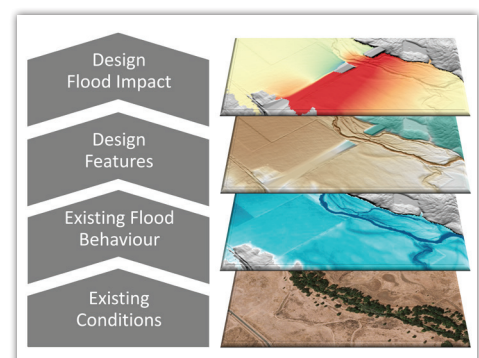 Design
Flood Impact
Design
Features
Existing Flood
Behaviour
Existing
Conditions